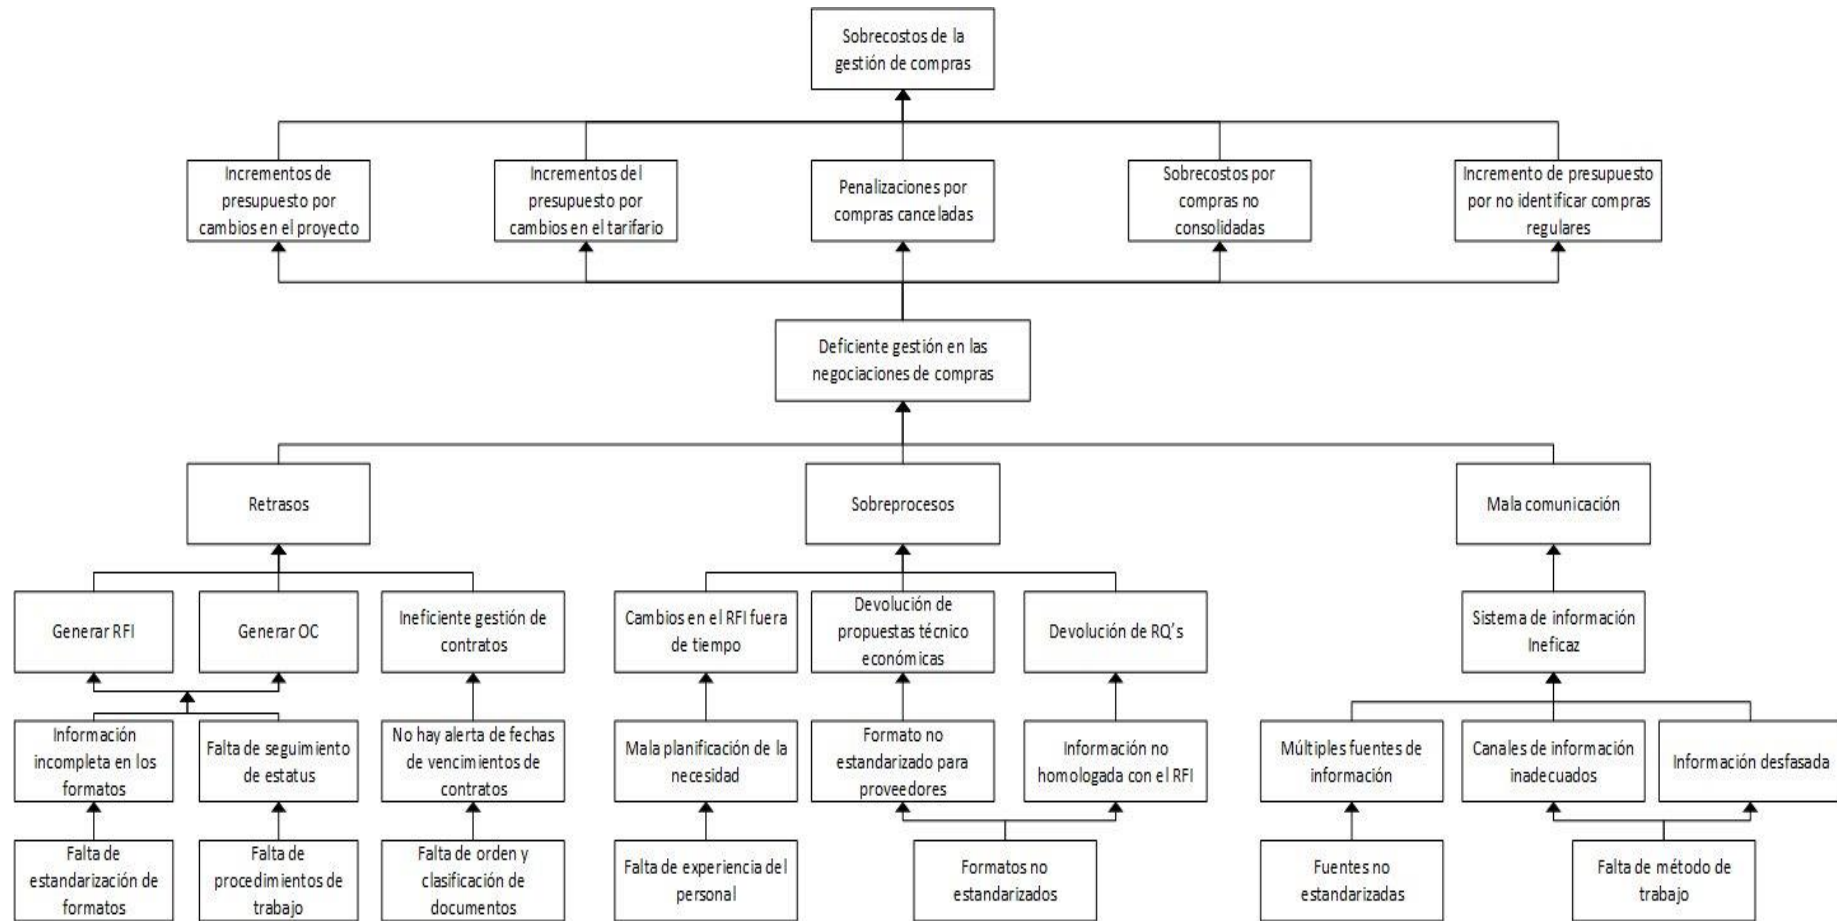 Sobrecostos de la
gestión de compras
Incrementos de
presupuesto por
cambios en el proyecto
Incrementos del
presupuesto por
cambios en el tarifario
Penalizaciones por
compras canceladas
Sobrecostos por
compras no
consolidadas
Incremento de presupuesto
por no identificar compras
regulares
Deficiente gestión en las
negociaciones de compras
Retrasos
Sobreprocesos
Mala comunicación
Generar RFI
Generar OC
Ineficiente gestión de
contratos
Cambios en el RFI fuera
de tiempo
Devolución de
propuestas técnico
económicas
Devolución de RQ's
Sistema de información
Ineficaz
Información
incompleta en los
formatos
Falta de seguimiento
de estatus
No hay alerta de fechas
de vencimientos de
contratos
Mala planificación de la
necesidad
Formato no
estandarizado para
proveedores
Información no
homologada con el RFI
Múltiples fuentes de
información
Canales de información
inadecuados
Información desfasada
Falta de
estandarización de
formatos
Falta de
procedimientos de
trabajo
Falta de orden y
clasificación de
documentos
Falta de experiencia del
personal
Formatos no
estandarizados
Fuentes no
estandarizadas
Falta de método de
trabajo